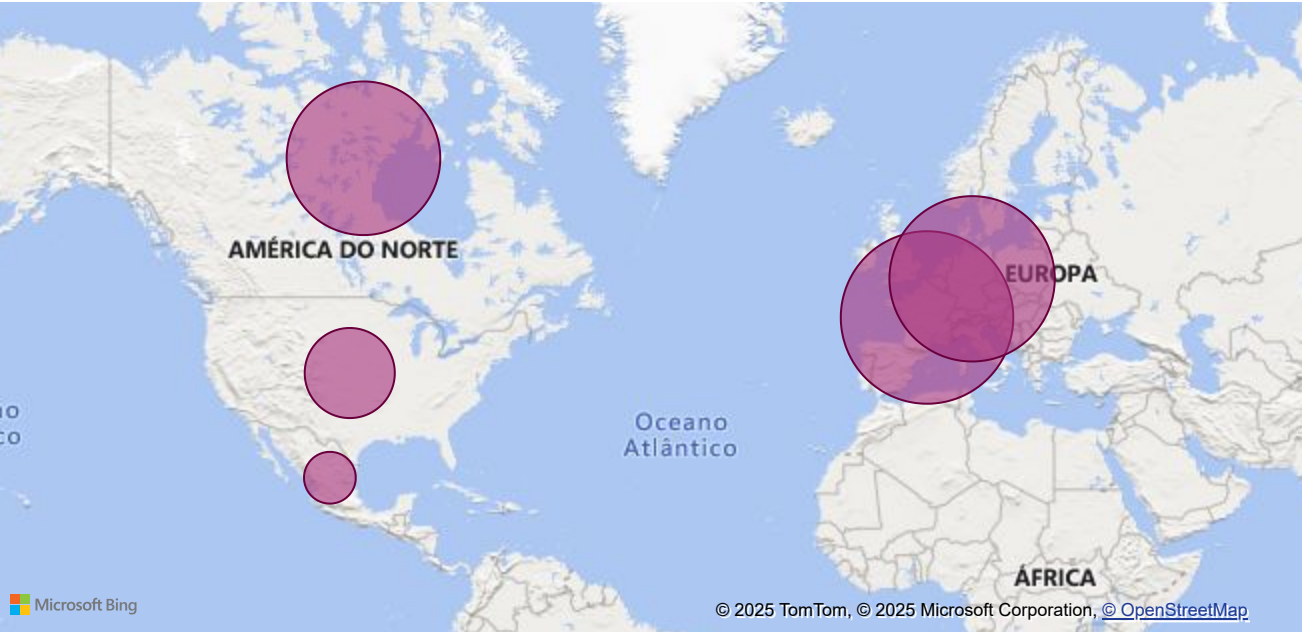 AMÉRICA DO NORTE
EUROPA
Oceano
Atlântico
ÁFRICA
Microsoft Bing
© 2025 TomTom, © 2025 Microsoft Corporation, © OpenStreetMap